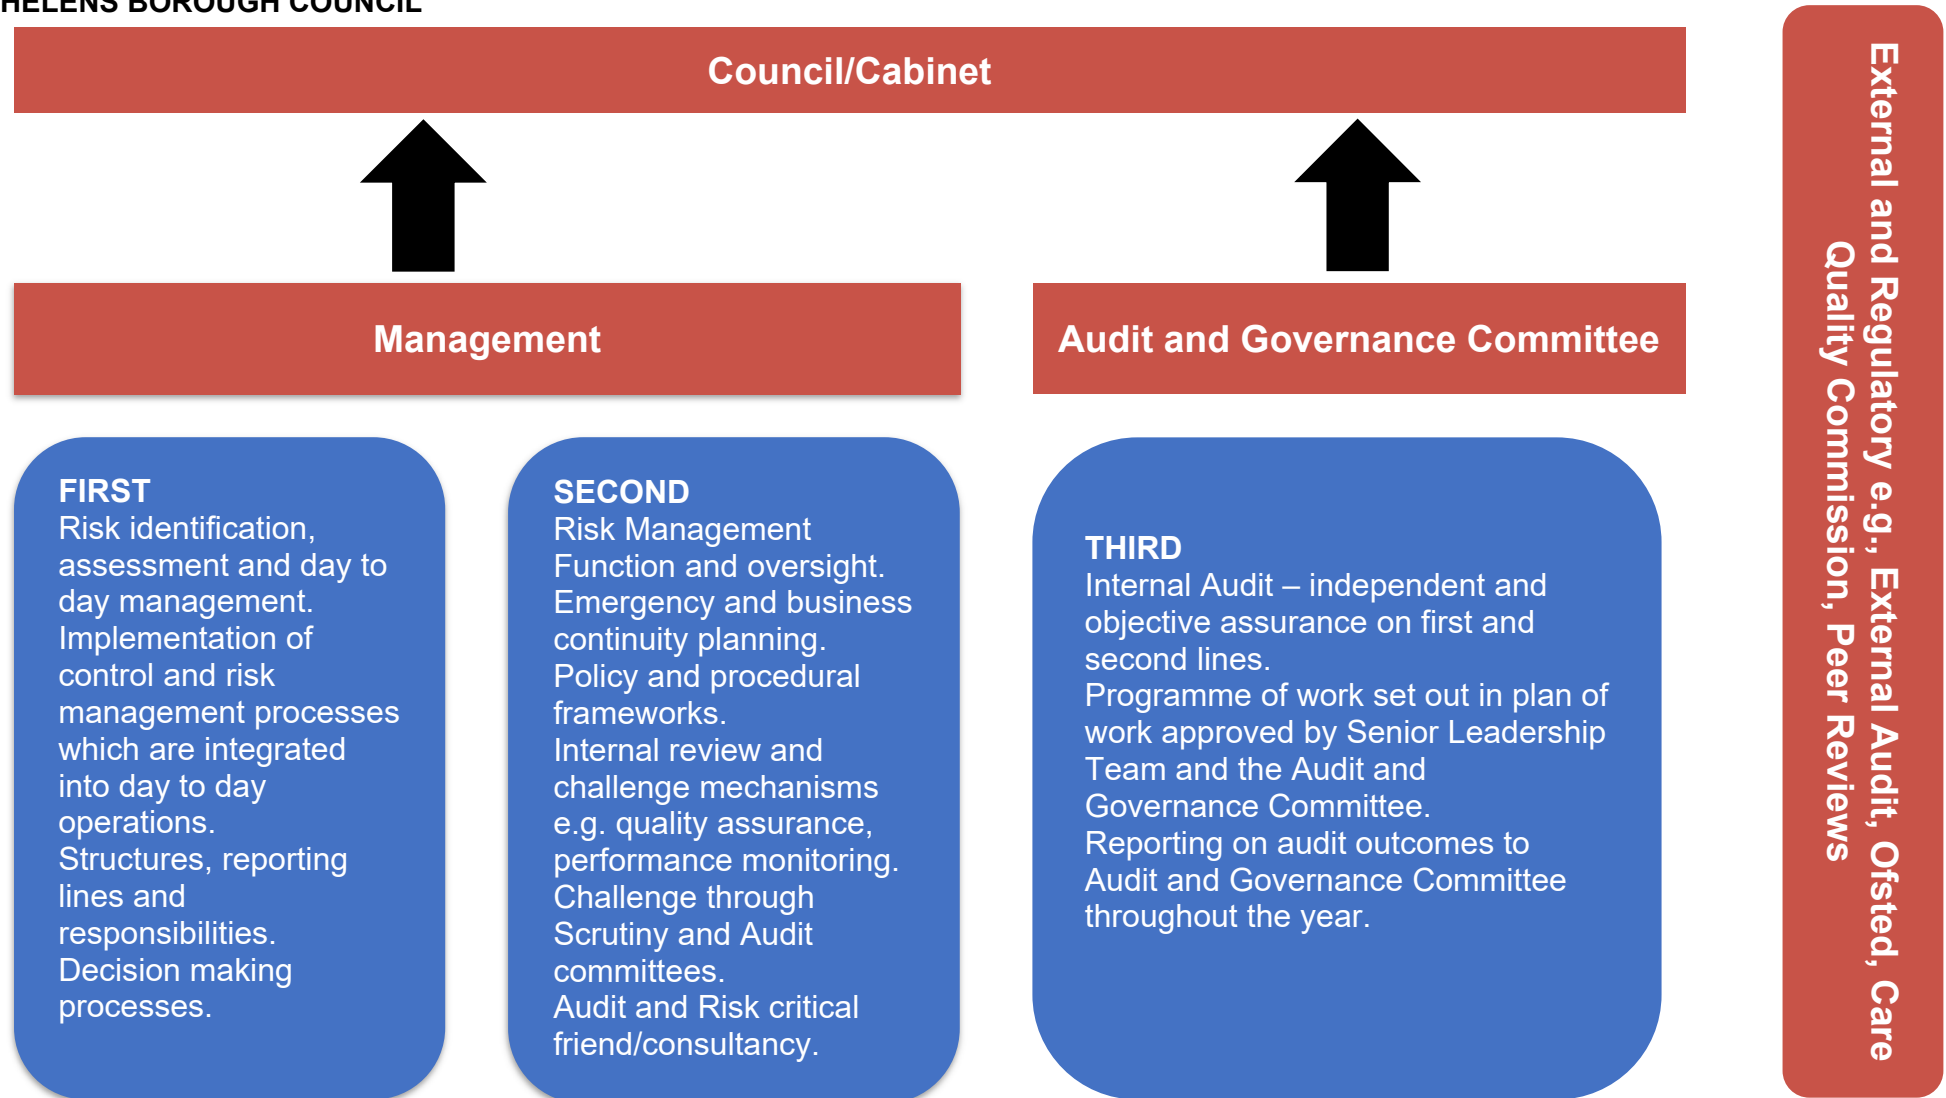 HELENS BOROUGH COUNCIL
Council/Cabinet
Management
Audit and Governance Committee
FIRST
Risk identification,
assessment and day to
day management.
Implementation of
control and risk
management processes
which are integrated
into day to day
operations.
Structures, reporting
lines and
responsibilities.
Decision making
processes.
SECOND
Risk Management
Function and oversight.
Emergency and business
continuity planning.
Policy and procedural
frameworks.
Internal review and
challenge mechanisms
e.g. quality assurance,
performance monitoring.
Challenge through
Scrutiny and Audit
committees.
Audit and Risk critical
friend/consultancy.
THIRD
Internal Audit – independent and
objective assurance on first and
second lines.
Programme of work set out in plan of
work approved by Senior Leadership
Team and the Audit and
Governance Committee.
Reporting on audit outcomes to
Audit and Governance Committee
throughout the year.
External and Regulatory e.g., External Audit, Ofsted, Care
Quality Commission, Peer Reviews